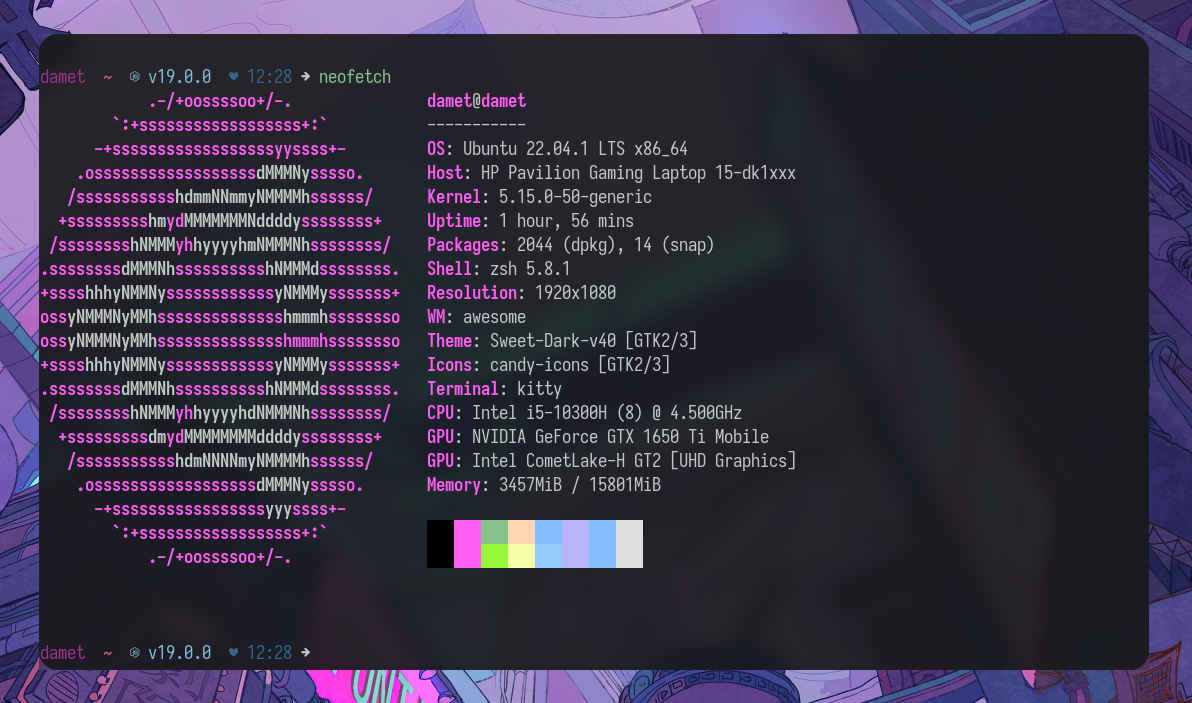 damet ~ v19.0.0 ♥ 12:28 → neofetch
.-/+oossssoo+/-. damet@damet
`:+ssssssssssssssssss+:` -----------
-+ssssssssssssssssssyyssss+- OS: Ubuntu 22.04.1 LTS x86_64
.ossssssssssssssssssdMMMNysssso. Host: HP Pavilion Gaming Laptop 15-dk1xxx
/ssssssssssshdmmNNmmyNMMMMhssssss/ Kernel: 5.15.0-50-generic
+ssssssssshmydMMMMMMMNddddyssssssss+ Uptime: 1 hour, 56 mins
/sssssssshNMMMyhhyyyyhmNMMMNhssssssss/ Packages: 2044 (dpkg), 14 (snap)
.ssssssssdMMMNhsssssssssshNMMMdssssssss. Shell: zsh 5.8.1
+sssshhhyNMMNyssssssssssssyNMMMysssssss+ Resolution: 1920x1080
ossyNMMMNyMMhsssssssssssssshmmmhssssssso WM: awesome
ossyNMMMNyMMhsssssssssssssshmmmhssssssso Theme: Sweet-Dark-v40 [GTK2/3]
+sssshhhyNMMNyssssssssssssyNMMMysssssss+ Icons: candy-icons [GTK2/3]
.ssssssssdMMMNhsssssssssshNMMMdssssssss. Terminal: kitty
/sssssssshNMMMyhhyyyyhdNMMMNhssssssss/ CPU: Intel i5-10300H (8) @ 4.500GHz
+sssssssssdmydMMMMMMMMddddyssssssss+ GPU: NVIDIA GeForce GTX 1650 Ti Mobile
/ssssssssssshdmNNNNmyNMMMMhssssss/ GPU: Intel CometLake-H GT2 [UHD Graphics]
.ossssssssssssssssssdMMMNysssso. Memory: 3457MiB / 15801MiB
-+sssssssssssssssssyyyssss+-
`:+ssssssssssssssssss+:`
.-/+oossssoo+/-.
damet ~ v19.0.0 ♥ 12:28 →